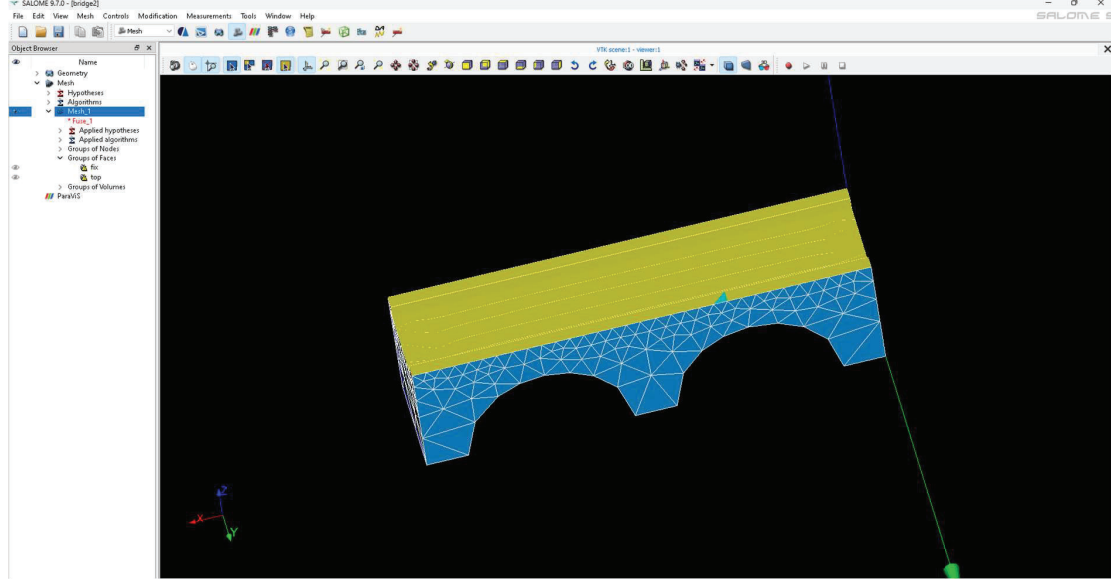 SALOME 9.7.0 - [bridge2]
File Edit View Mesh Controls Modification Measurements Tools Window Help
SALOME 9
Mesh
Object Browser
VTK scene:1 - viewer:1
Name
Geometry
Mesh
Hypotheses
Algorithms
Mesh_1
*Fuse_1
Applied hypotheses
Applied algorithms
Groups of Nodes
Groups of Faces
fix
top
Groups of Volumes
ParaViS
Z
X
Y